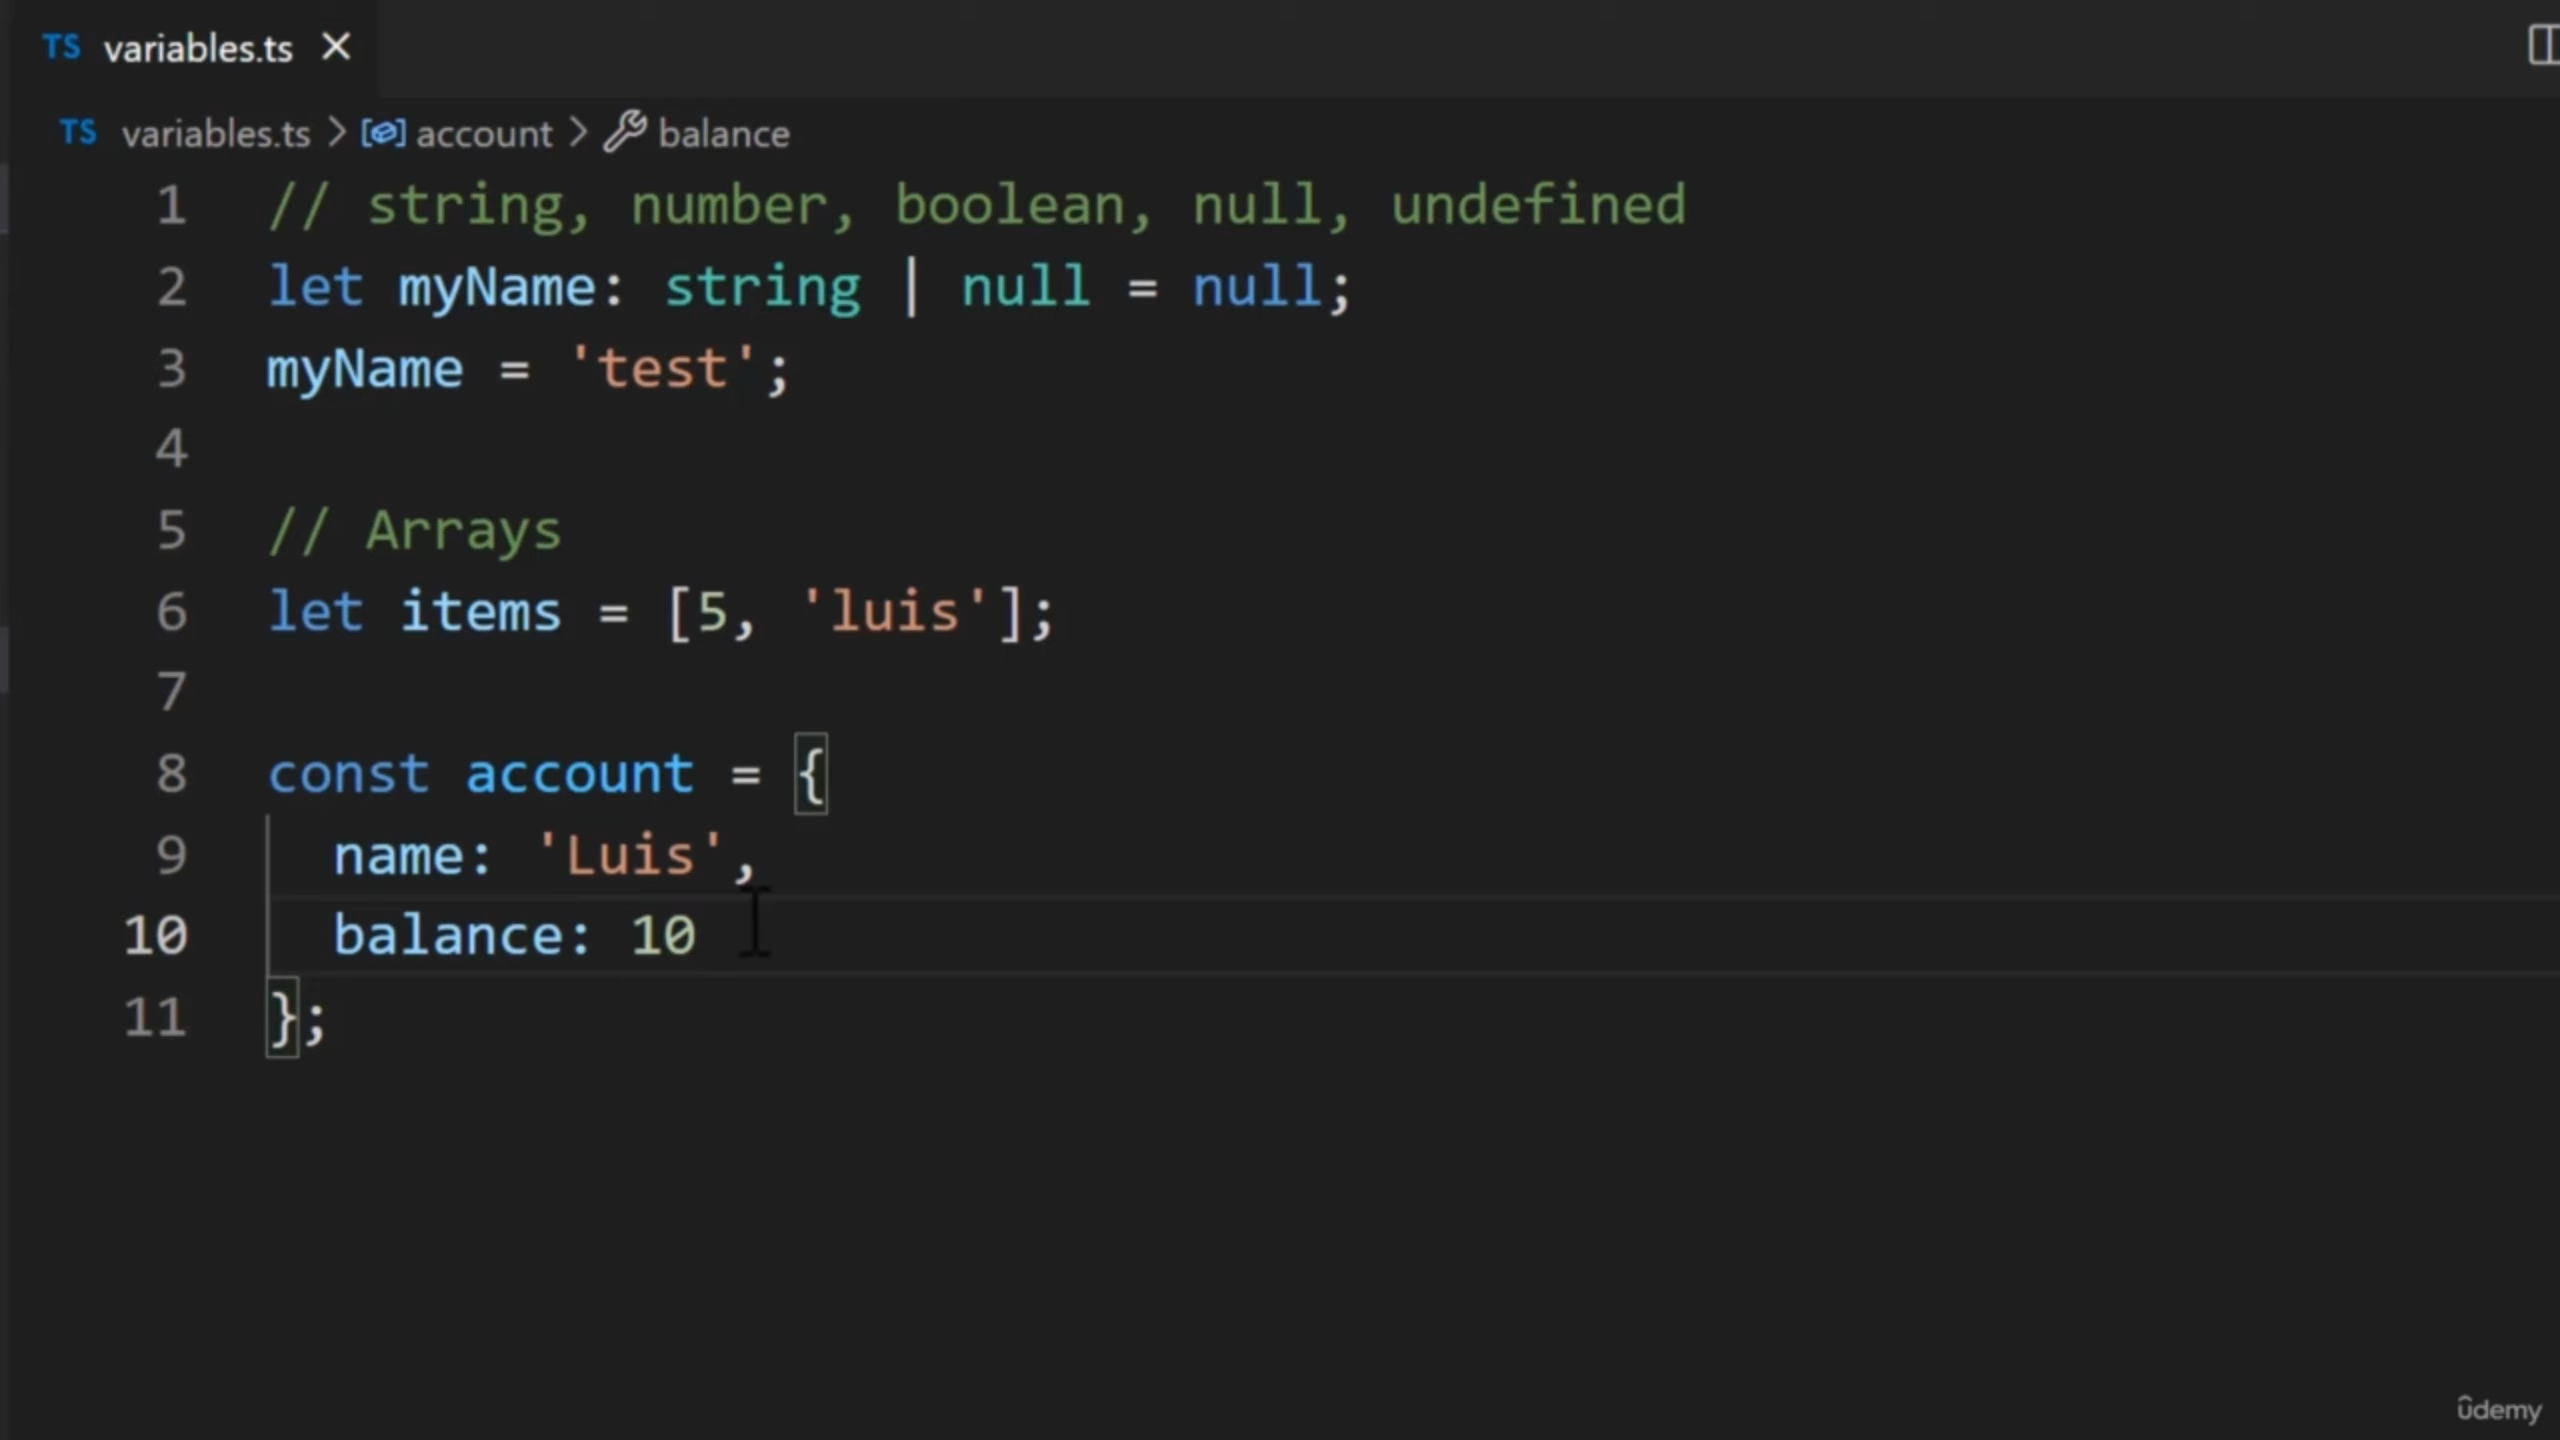 TS variables.ts
TS variables.ts > account > balance
1 // string, number, boolean, null, undefined
2 let myName: string | null = null;
3 myName = 'test';
4
5 // Arrays
6 let items = [5, 'luis'];
7
8 const account = {
9 name: 'Luis',
10 balance: 10
11 };
ûdemy